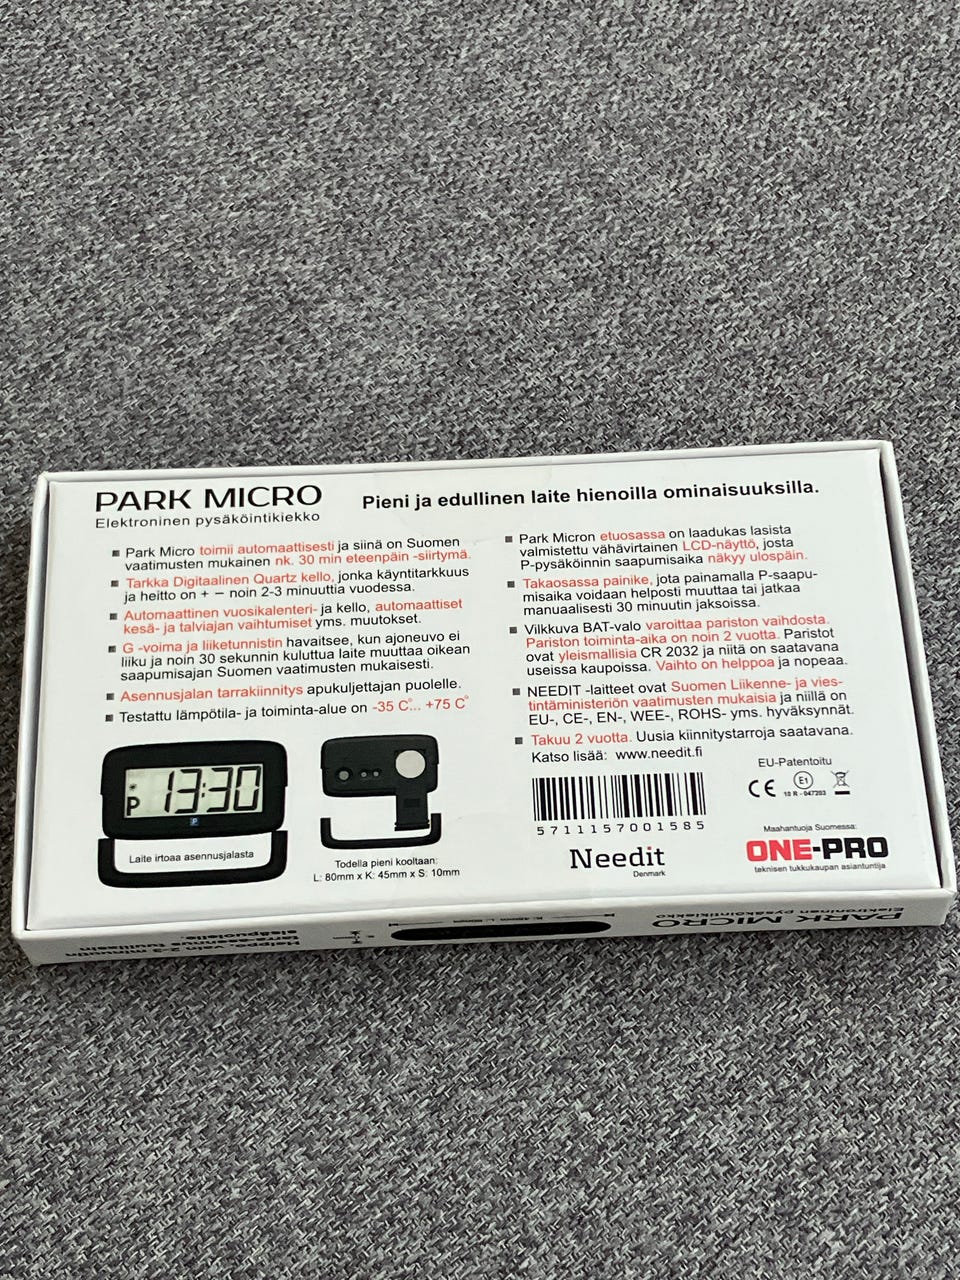 PARK MICRO
Elektroninen pysäköintikiekko
Pieni ja edullinen laite hienoilla ominaisuuksilla.
Park Micro toimii automaattisesti ja siinä on Suomen
vaatimusten mukainen nk. 30 min eteenpäin -siirtymä.
Tarkka Digitaalinen Quartz kello, jonka käyntitarkkuus
ja heitto on + − noin 2-3 minuuttia vuodessa.
Automaattinen vuosikalenteri- ja kello, automaattiset
kesä- ja talviajan vaihtumiset yms. muutokset.
G -voima ja liiketunnistin havaitsee, kun ajoneuvo ei
liiku ja noin 30 sekunnin kuluttua laite muuttaa oikean
saapumisajan Suomen vaatimusten mukaisesti.
Asennusjalan tarrakiinnitys apukuljettajan puolelle.
Testattu lämpötila- ja toiminta-alue on -35 C°... +75 C°
Park Micron etuosassa on laadukas lasista
valmistettu vähävirtainen LCD-näyttö, josta
P-pysäköinnin saapumisaika näkyy ulospäin.
Takaosassa painike, jota painamalla P-saapu-
misaika voidaan helposti muuttaa tai jatkaa
manuaalisesti 30 minuutin jaksoissa.
Vilkkuva BAT-valo varoittaa pariston vaihdosta.
Pariston toiminta-aika on noin 2 vuotta. Paristot
ovat yleismallisia CR 2032 ja niitä on saatavana
useissa kaupoissa. Vaihto on helppoa ja nopeaa.
NEEDIT -laitteet ovat Suomen Liikenne- ja vies-
tintäministeriön vaatimusten mukaisia ja niillä on
EU-, CE-, EN-, WEE-, ROHS- yms. hyväksynnät.
Takuu 2 vuotta. Uusia kiinnitystarroja saatavana.
Katso lisää: www.needit.fi
P 13:30
P
Laite irtoaa asennusjalasta
Todella pieni kooltaan:
L: 80mm x K: 45mm x S: 10mm
5711157001585
Needit
Denmark
EU-Patentoitu
CE E1
10 R - 047203
Maahantuoja Suomessa:
ONE-PRO
teknisen tukkukaupan asiantuntija
PARK MICRO
Elektroninen pysäköintikiekko